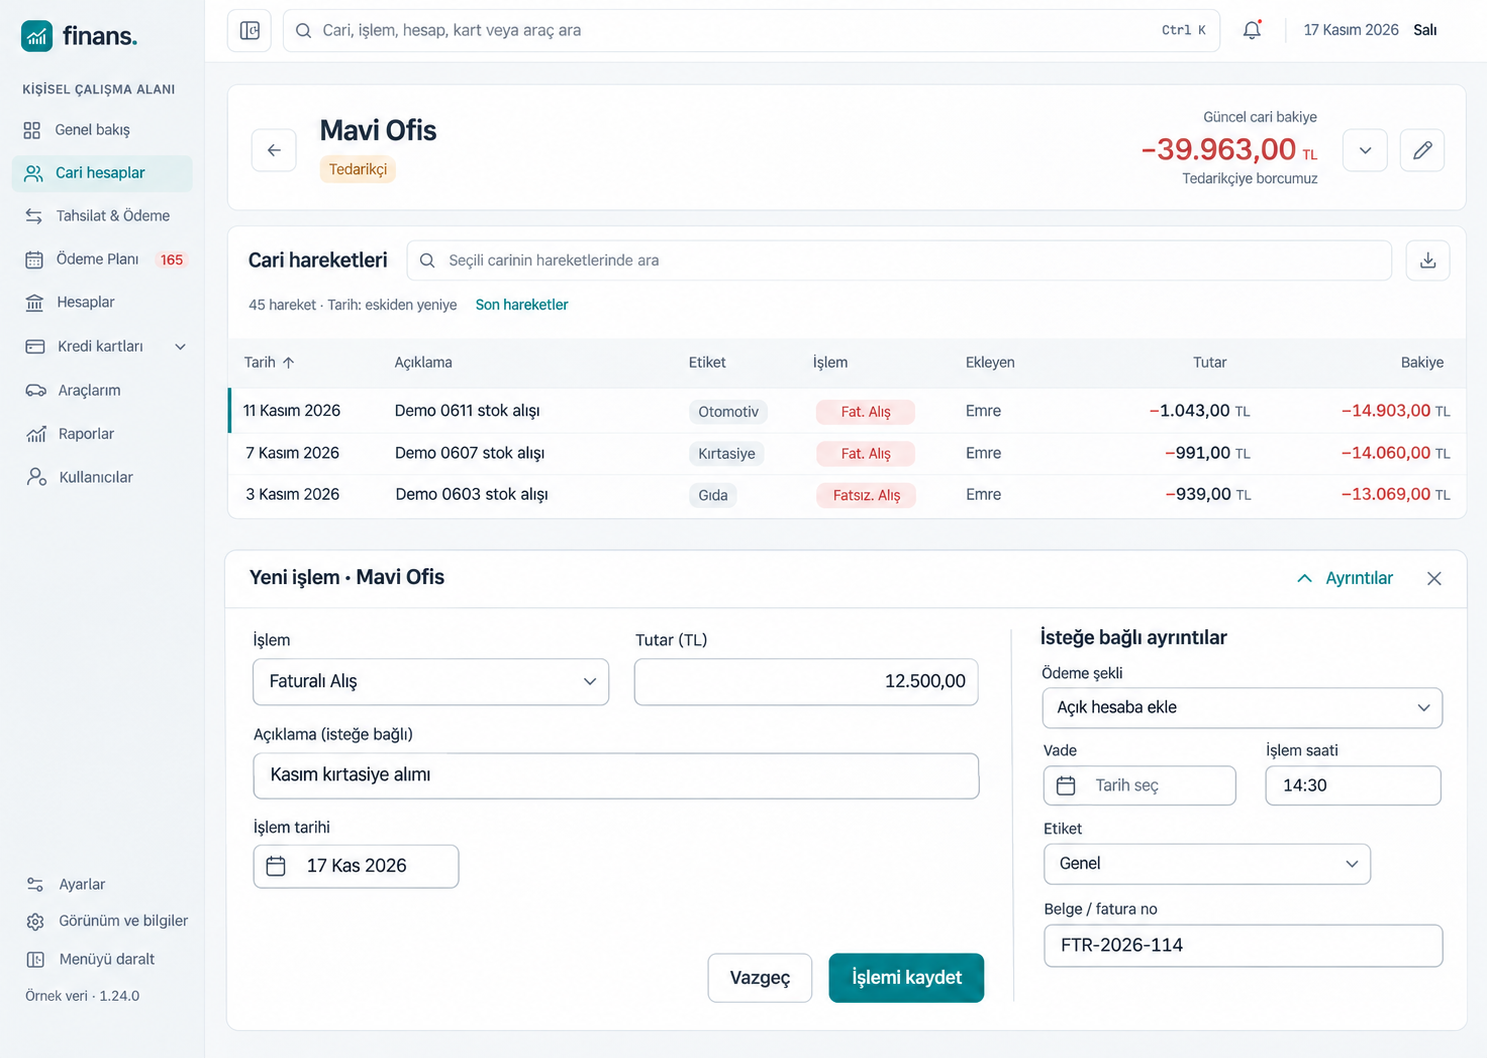 finans.
KİŞİSEL ÇALIŞMA ALANI
Genel bakış
Cari hesaplar
Tahsilat & Ödeme
Ödeme Planı 165
Hesaplar
Kredi kartları
Araçlarım
Raporlar
Kullanıcılar
Ayarlar
Görünüm ve bilgiler
Menüyü daralt
Örnek veri · 1.24.0
Cari, işlem, hesap, kart veya araç ara Ctrl K
17 Kasım 2026 Salı
Mavi Ofis
Tedarikçi
Güncel cari bakiye
−39.963,00 TL
Tedarikçiye borcumuz
Cari hareketleri
Seçili carinin hareketlerinde ara
45 hareket · Tarih: eskiden yeniye Son hareketler
Tarih ↑ Açıklama Etiket İşlem Ekleyen Tutar Bakiye
11 Kasım 2026 Demo 0611 stok alışı Otomotiv Fat. Alış Emre −1.043,00 TL −14.903,00 TL
7 Kasım 2026 Demo 0607 stok alışı Kırtasiye Fat. Alış Emre −991,00 TL −14.060,00 TL
3 Kasım 2026 Demo 0603 stok alışı Gıda Fatsız. Alış Emre −939,00 TL −13.069,00 TL
Yeni işlem • Mavi Ofis
Ayrıntılar
İşlem
Faturalı Alış
Tutar (TL)
12.500,00
Açıklama (isteğe bağlı)
Kasım kırtasiye alımı
İşlem tarihi
17 Kas 2026
Vazgeç
İşlemi kaydet
İsteğe bağlı ayrıntılar
Ödeme şekli
Açık hesaba ekle
Vade
Tarih seç
İşlem saati
14:30
Etiket
Genel
Belge / fatura no
FTR-2026-114